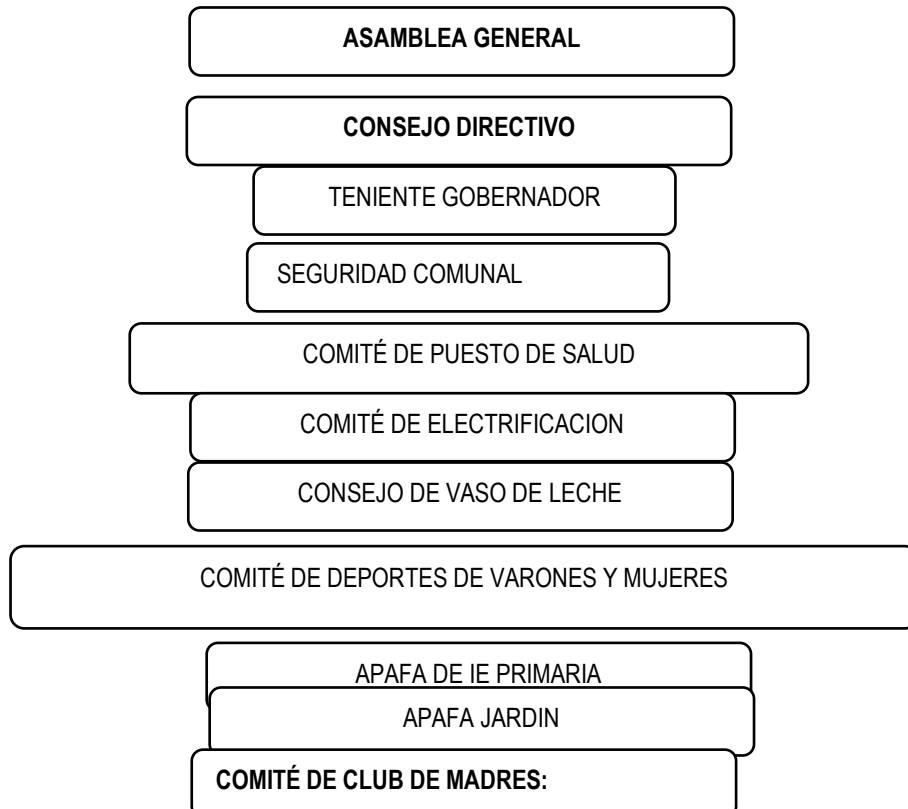 ASAMBLEA GENERAL
CONSEJO DIRECTIVO
TENIENTE GOBERNADOR
SEGURIDAD COMUNAL
COMITÉ DE PUESTO DE SALUD
COMITÉ DE ELECTRIFICACION
CONSEJO DE VASO DE LECHE
COMITÉ DE DEPORTES DE VARONES Y MUJERES
APAFA DE IE PRIMARIA
APAFA JARDIN
COMITÉ DE CLUB DE MADRES: